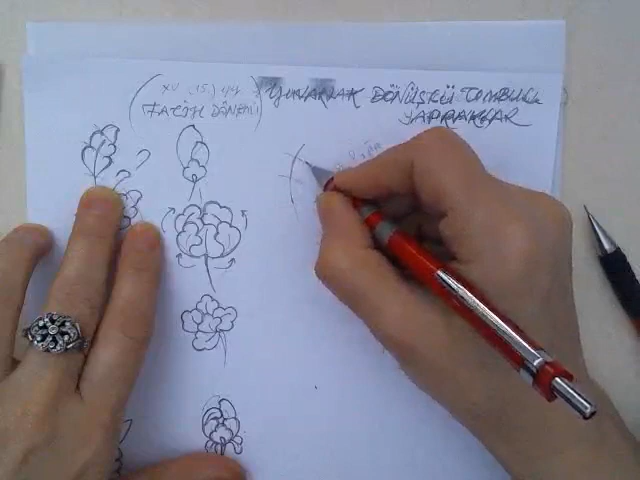 (XV. (15.) YY YUVARLAK DÖNÜŞLÜ TOMBUL
FATİH DÖNEMİ) YAPRAKLAR